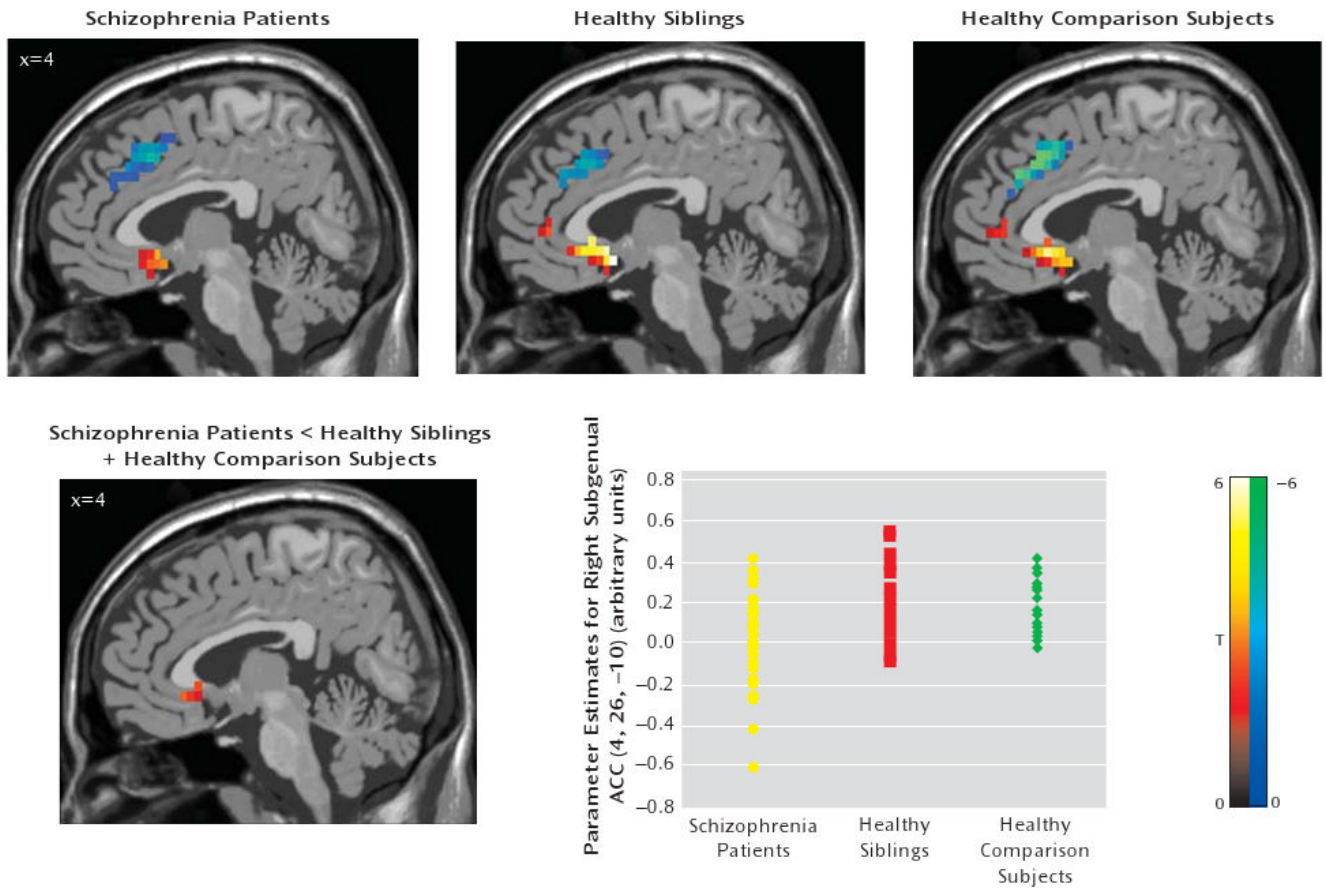 Schizophrenia Patients
Healthy Siblings
Healthy Comparison Subjects
x=4
Schizophrenia Patients < Healthy Siblings
+ Healthy Comparison Subjects
x=4
Parameter Estimates for Right Subgenual
ACC (4, 26, –10) (arbitrary units)
0.8
0.6
0.4
0.2
0.0
–0.2
–0.4
–0.6
–0.8
Schizophrenia
Patients
Healthy
Siblings
Healthy
Comparison
Subjects
6
–6
T
0
0